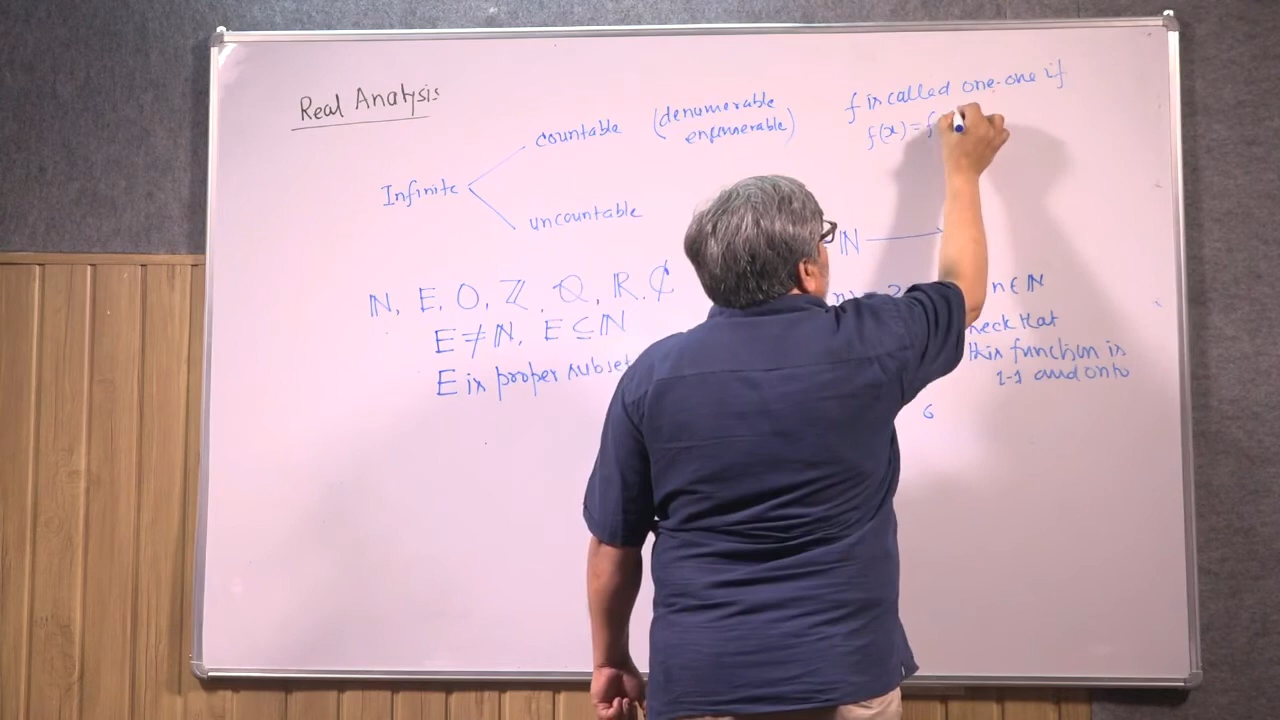 Real Analysis
Infinite
countable (denumerable
enumerable)
uncountable
N, E, O, Z, Q, R, ₵
E ≠ N, E ⊆ N
E is proper subset
f is called one-one if
f(x) = f
N ⟶
n) = 2 n ∈ N
heck that
this function is
1-1 and onto
6